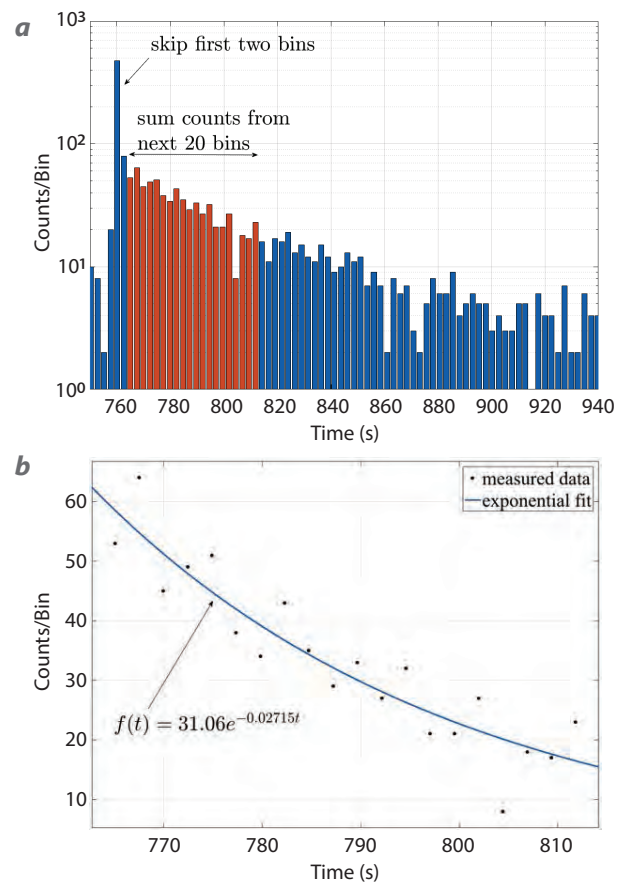 a
10³
skip first two bins
sum counts from
next 20 bins
10²
10¹
10⁰
Counts/Bin
760 780 800 820 840 860 880 900 920 940
Time (s)
b
measured data
exponential fit
60
50
40
30
20
10
Counts/Bin
f(t) = 31.06e^{-0.02715t}
770 780 790 800 810
Time (s)